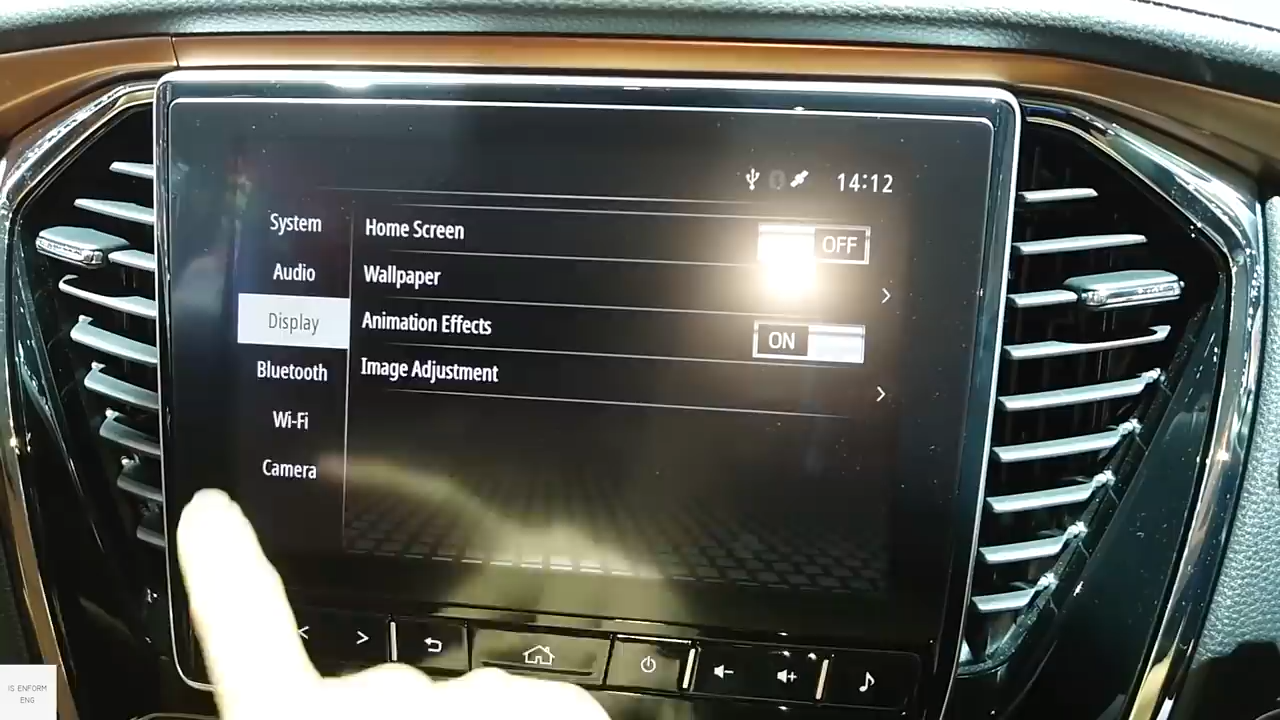 14:12
System
Audio
Display
Bluetooth
Wi-Fi
Camera
Home Screen
OFF
Wallpaper
Animation Effects
ON
Image Adjustment
IS ENFORM
ENG